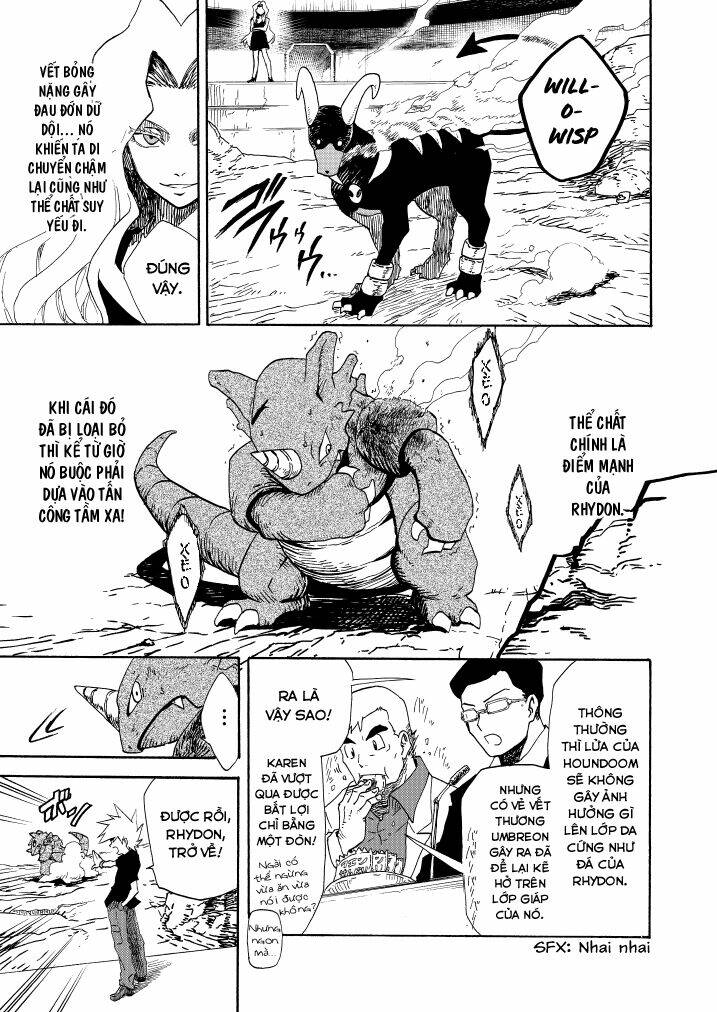 WILL-
O-
WISP
ヴヴヴ
VẾT BỎNG
NẶNG GÂY
ĐAU ĐỚN DỮ
DỘI... NÓ
KHIẾN TA DI
CHUYỂN CHẬM
LẠI CŨNG NHƯ
THỂ CHẤT SUY
YẾU ĐI.
ĐÚNG
VẬY.
THỂ CHẤT
CHÍNH LÀ
ĐIỂM MẠNH
CỦA
RHYDON.
XÈO
XÈO
XÈO
KHI CÁI ĐÓ
ĐÃ BỊ LOẠI BỎ
THÌ KỂ TỪ GIỜ
NÓ BUỘC PHẢI
DỰA VÀO TẤN
CÔNG TẦM XA!
THÔNG
THƯỜNG
THÌ LỬA CỦA
HOUNDOOM
SẼ KHÔNG
GÂY ẢNH
HƯỞNG GÌ
LÊN LỚP DA
CỨNG NHƯ
ĐÁ CỦA
RHYDON.
NHƯNG
CÓ VẺ VẾT
THƯƠNG
UMBREON
GÂY RA ĐÃ
ĐỂ LẠI KẼ
HỞ TRÊN
LỚP GIÁP
CỦA NÓ.
RA LÀ
VẬY SAO!
KAREN
ĐÃ VƯỢT
QUA ĐƯỢC
BẤT LỢI
CHỈ BẰNG
MỘT ĐÒN!
Ngài có
thể ngừng
vừa ăn vừa
nói được
không?
Nhưng
ngon
mà...
SFX: Nhai nhai
...
ĐƯỢC RỒI,
RHYDON,
TRỞ VỀ!